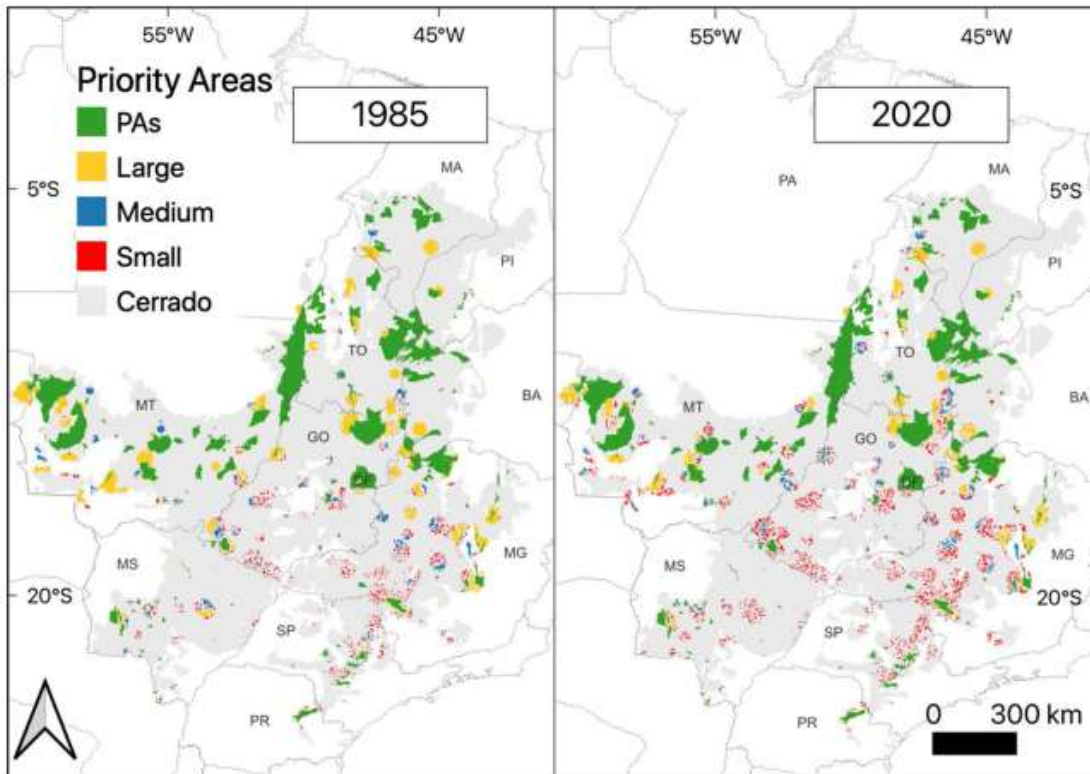 55°W 45°W 55°W 45°W
Priority Areas
1985
2020
PAs
Large
Medium
Small
Cerrado
5°S
5°S
MA
PI
TO
BA
MT
GO
MS
MG
SP
PR
20°S
PA
MA
PI
TO
BA
MT
GO
DF
MS
MG
20°S
SP
PR
0 300 km